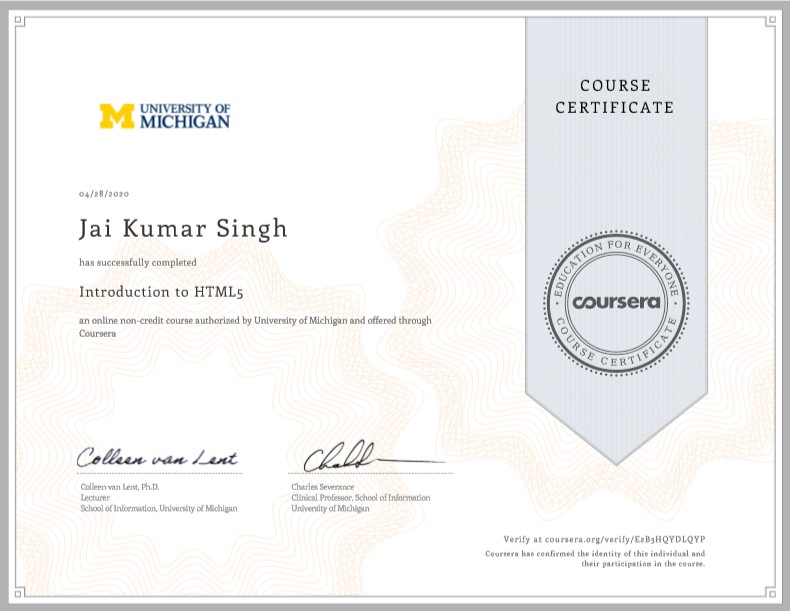 COURSE
CERTIFICATE
UNIVERSITY OF
MICHIGAN
04/28/2020
Jai Kumar Singh
has successfully completed
Introduction to HTML5
an online non-credit course authorized by University of Michigan and offered through
Coursera
EDUCATION FOR EVERYONE
coursera
COURSE CERTIFICATE
Colleen van Lent
Colleen van Lent, Ph.D.
Lecturer
School of Information, University of Michigan
Charles Severance
Clinical Professor, School of Information
University of Michigan
Verify at coursera.org/verify/E2B3HQYDLQYP
Coursera has confirmed the identity of this individual and
their participation in the course.